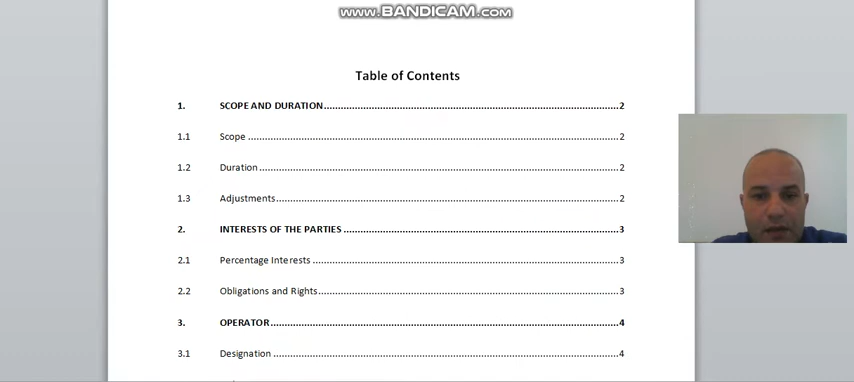 www.BANDICAM.com
Table of Contents
1. SCOPE AND DURATION 2
1.1 Scope 2
1.2 Duration 2
1.3 Adjustments 2
2. INTERESTS OF THE PARTIES 3
2.1 Percentage Interests 3
2.2 Obligations and Rights 3
3. OPERATOR 4
3.1 Designation 4